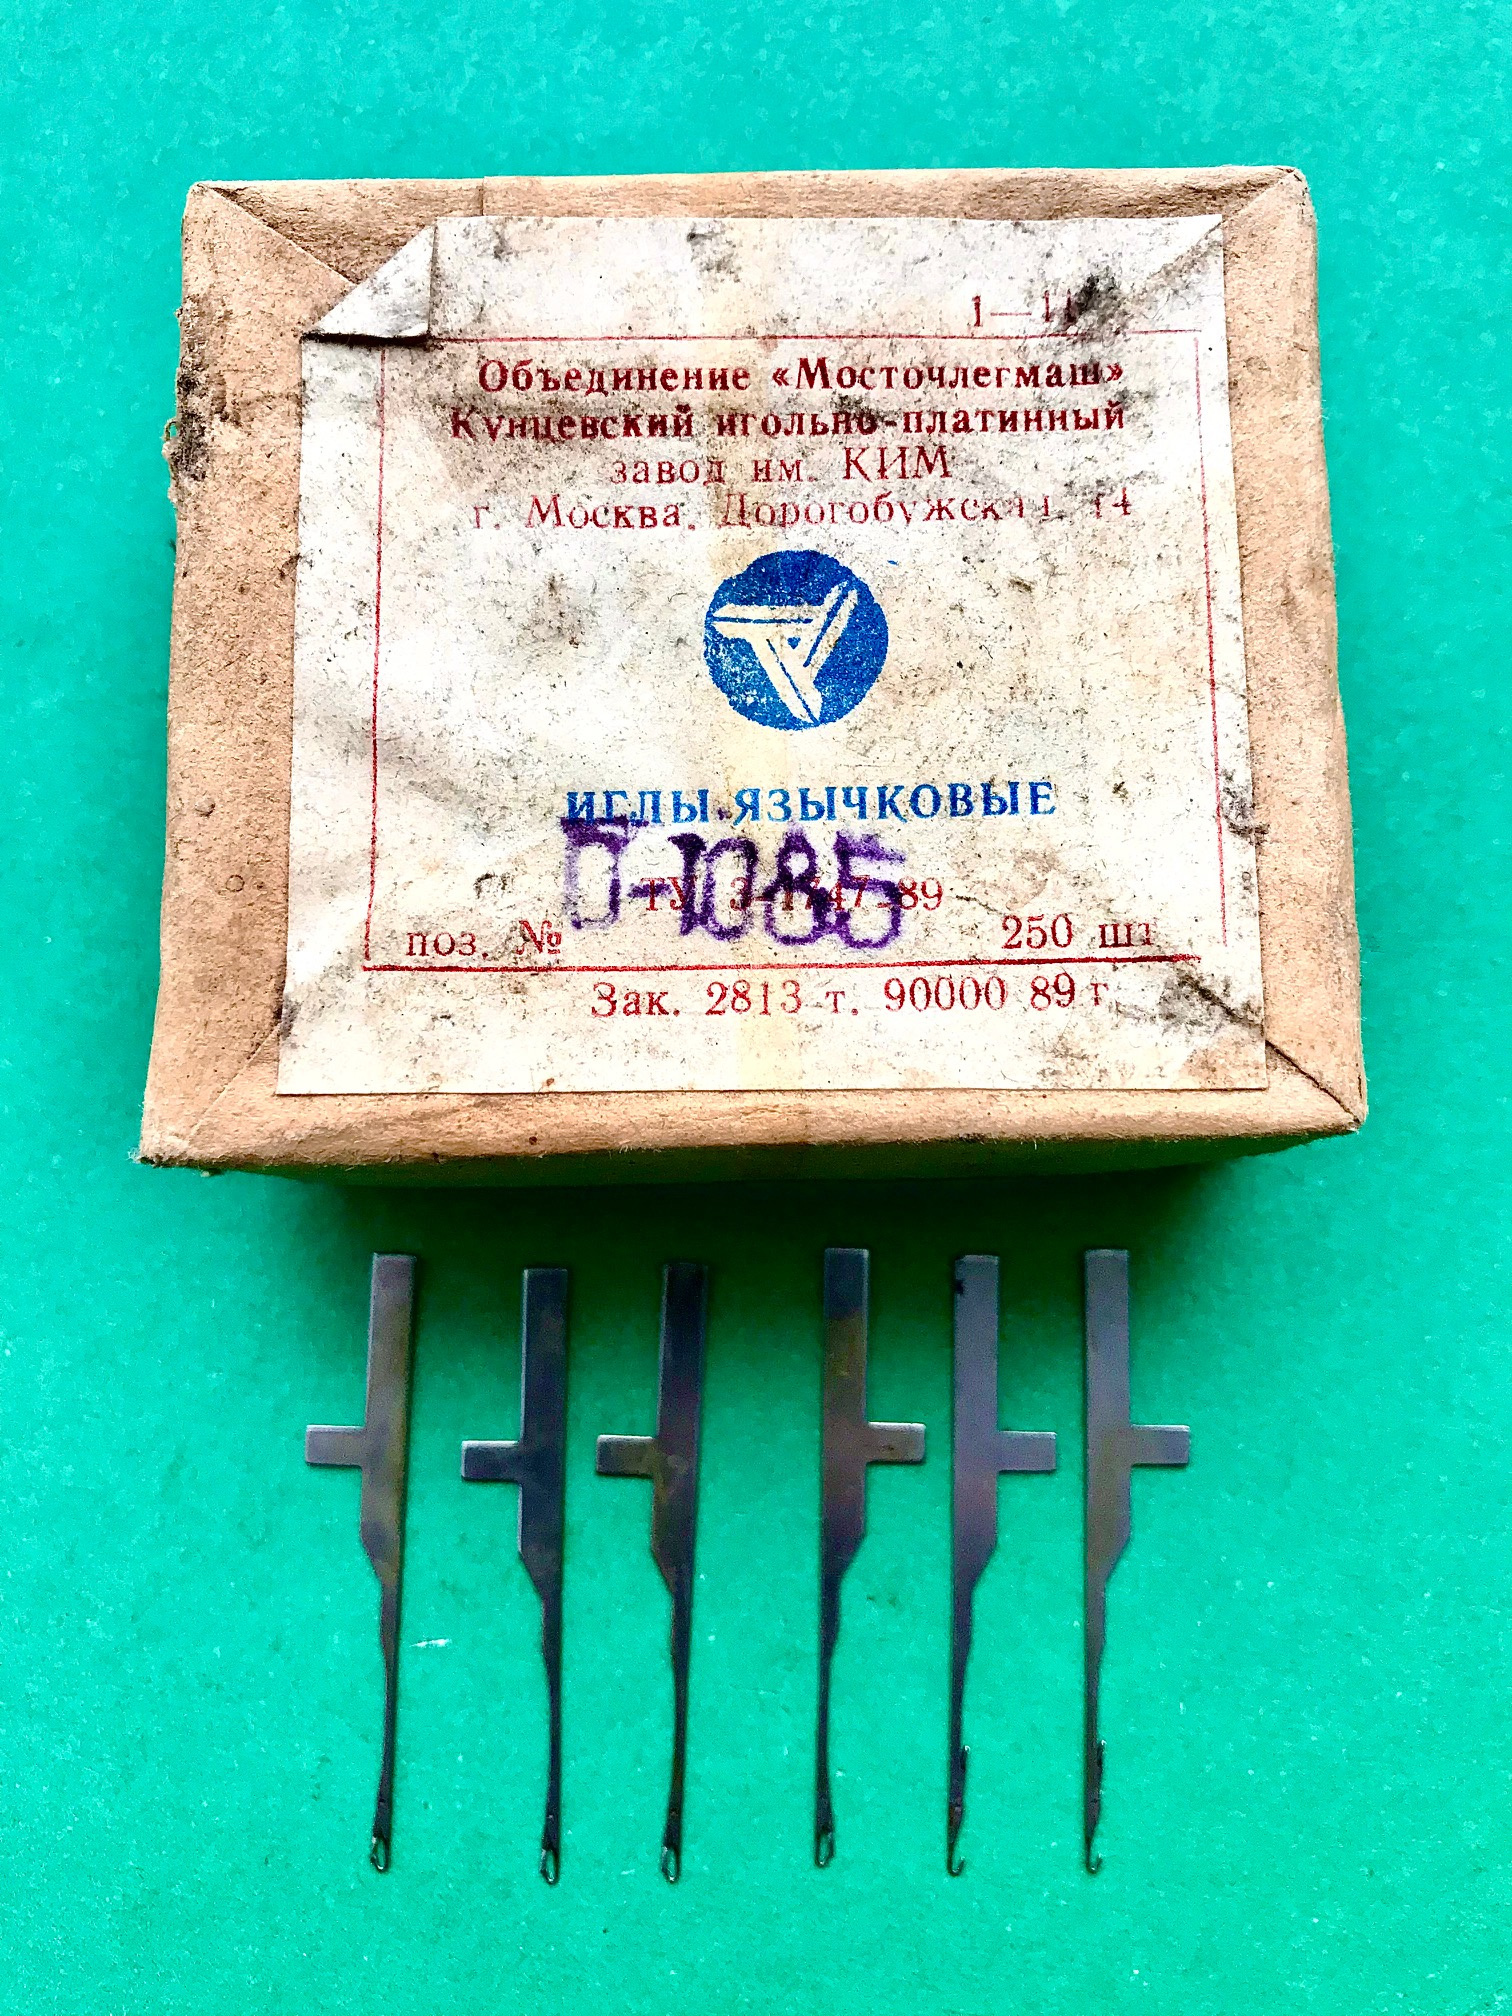 Объединение «Мосточлегмаш»
Кунцевский игольно-платинный
завод им. КИМ
г. Москва, Дорогобужская, 14
ИГЛЫ ЯЗЫЧКОВЫЕ
0-1085
поз. № 250 шт
Зак. 2813 т. 90000 89 г